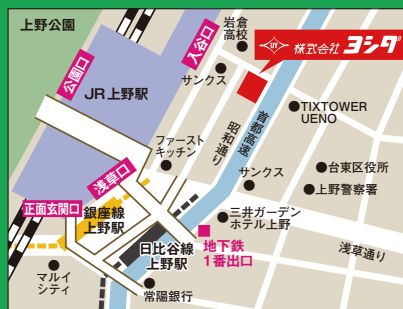 上野公園
岩倉
高校
入谷口
UY
株式会社 ヨシダ
公園口
サンクス
JR上野駅
TIXTOWER
UENO
首都高速
昭和通り
ファースト
キッチン
浅草口
サンクス
台東区役所
上野警察署
正面玄関口
銀座線
上野駅
三井ガーデン
ホテル上野
日比谷線
上野駅
地下鉄
1番出口
浅草通り
マルイ
シティ
常陽銀行